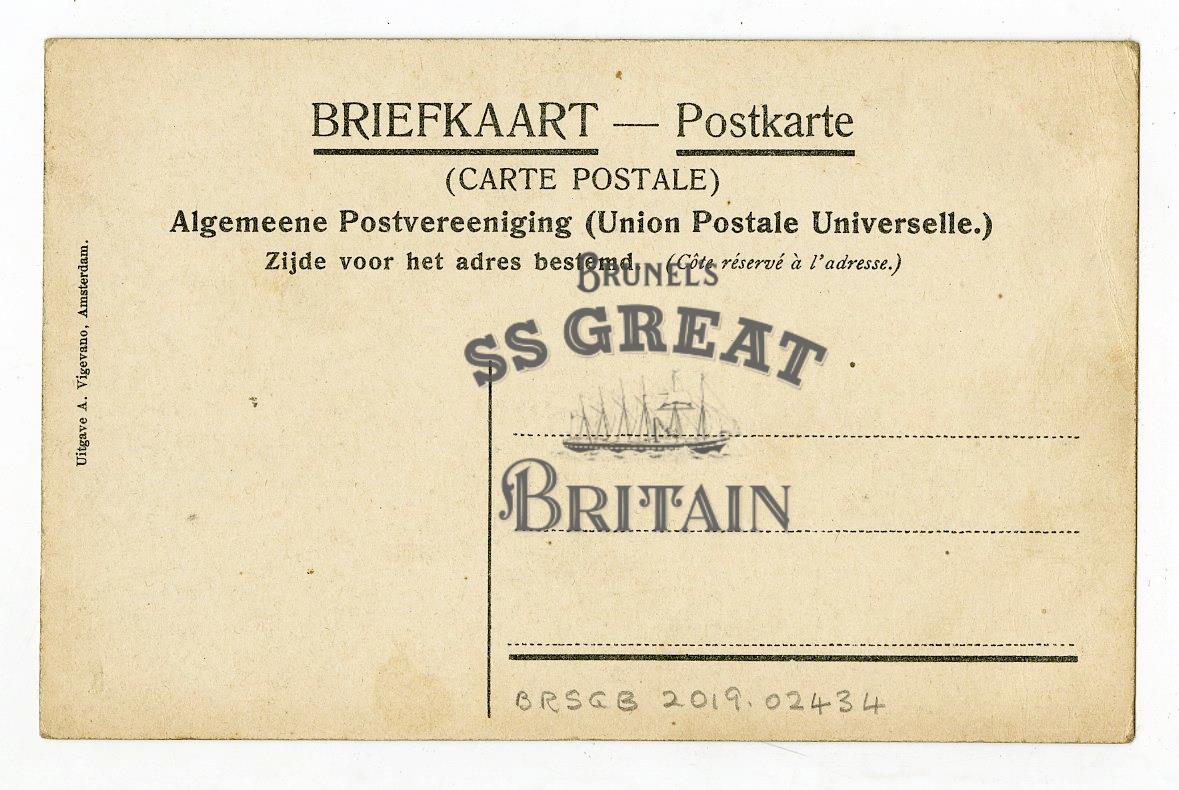 BRIEFKAART — Postkarte
(CARTE POSTALE)
Algemeene Postvereeniging (Union Postale Universelle.)
Zijde voor het adres bestemd. (Côte réservé à l'adresse.)
Uitgave A. Vigevano, Amsterdam.
BRUNELS
SS GREAT
BRITAIN
BRSGB 2019.02434